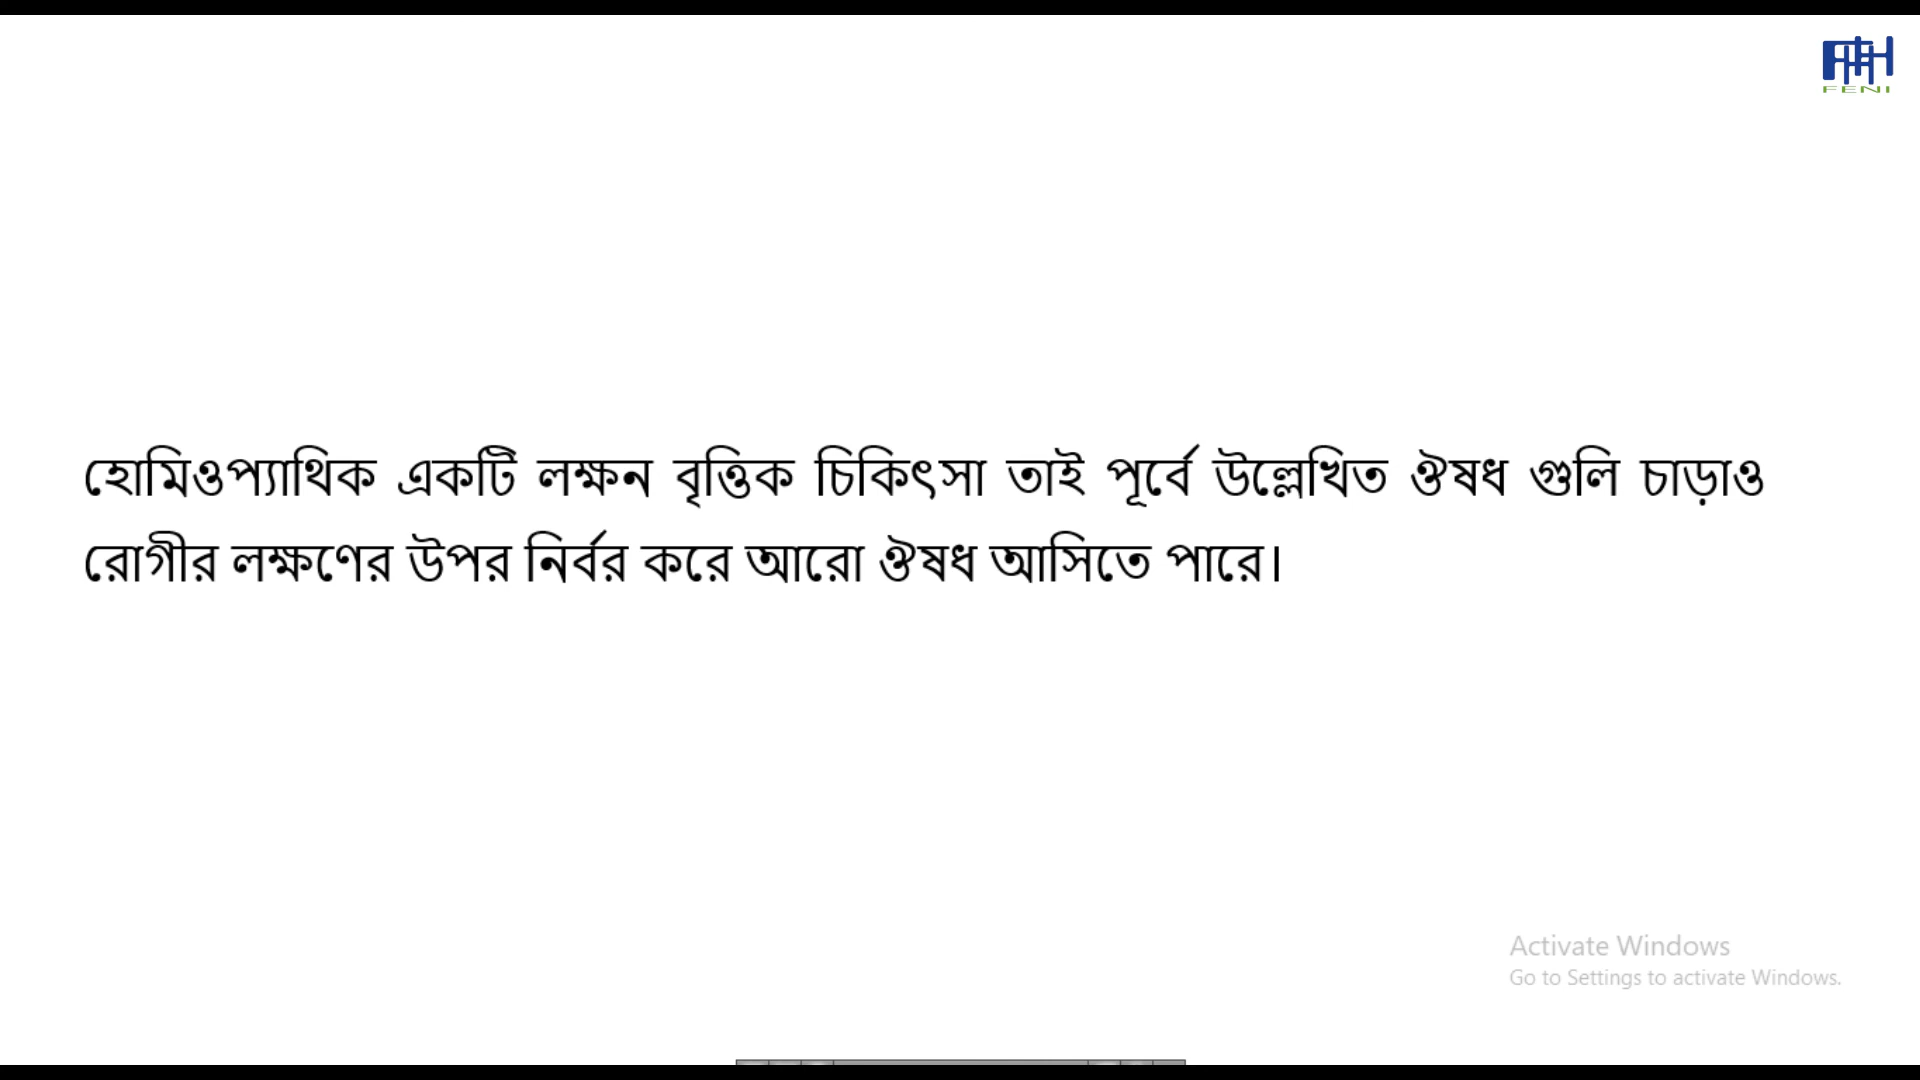 FENI
হোমিওপ্যাথিক একটি লক্ষন বৃত্তিক চিকিৎসা তাই পূর্বে উল্লেখিত ঔষধ গুলি চাড়াও
রোগীর লক্ষণের উপর নির্বর করে আরো ঔষধ আসিতে পারে।
Activate Windows
Go to Settings to activate Windows.